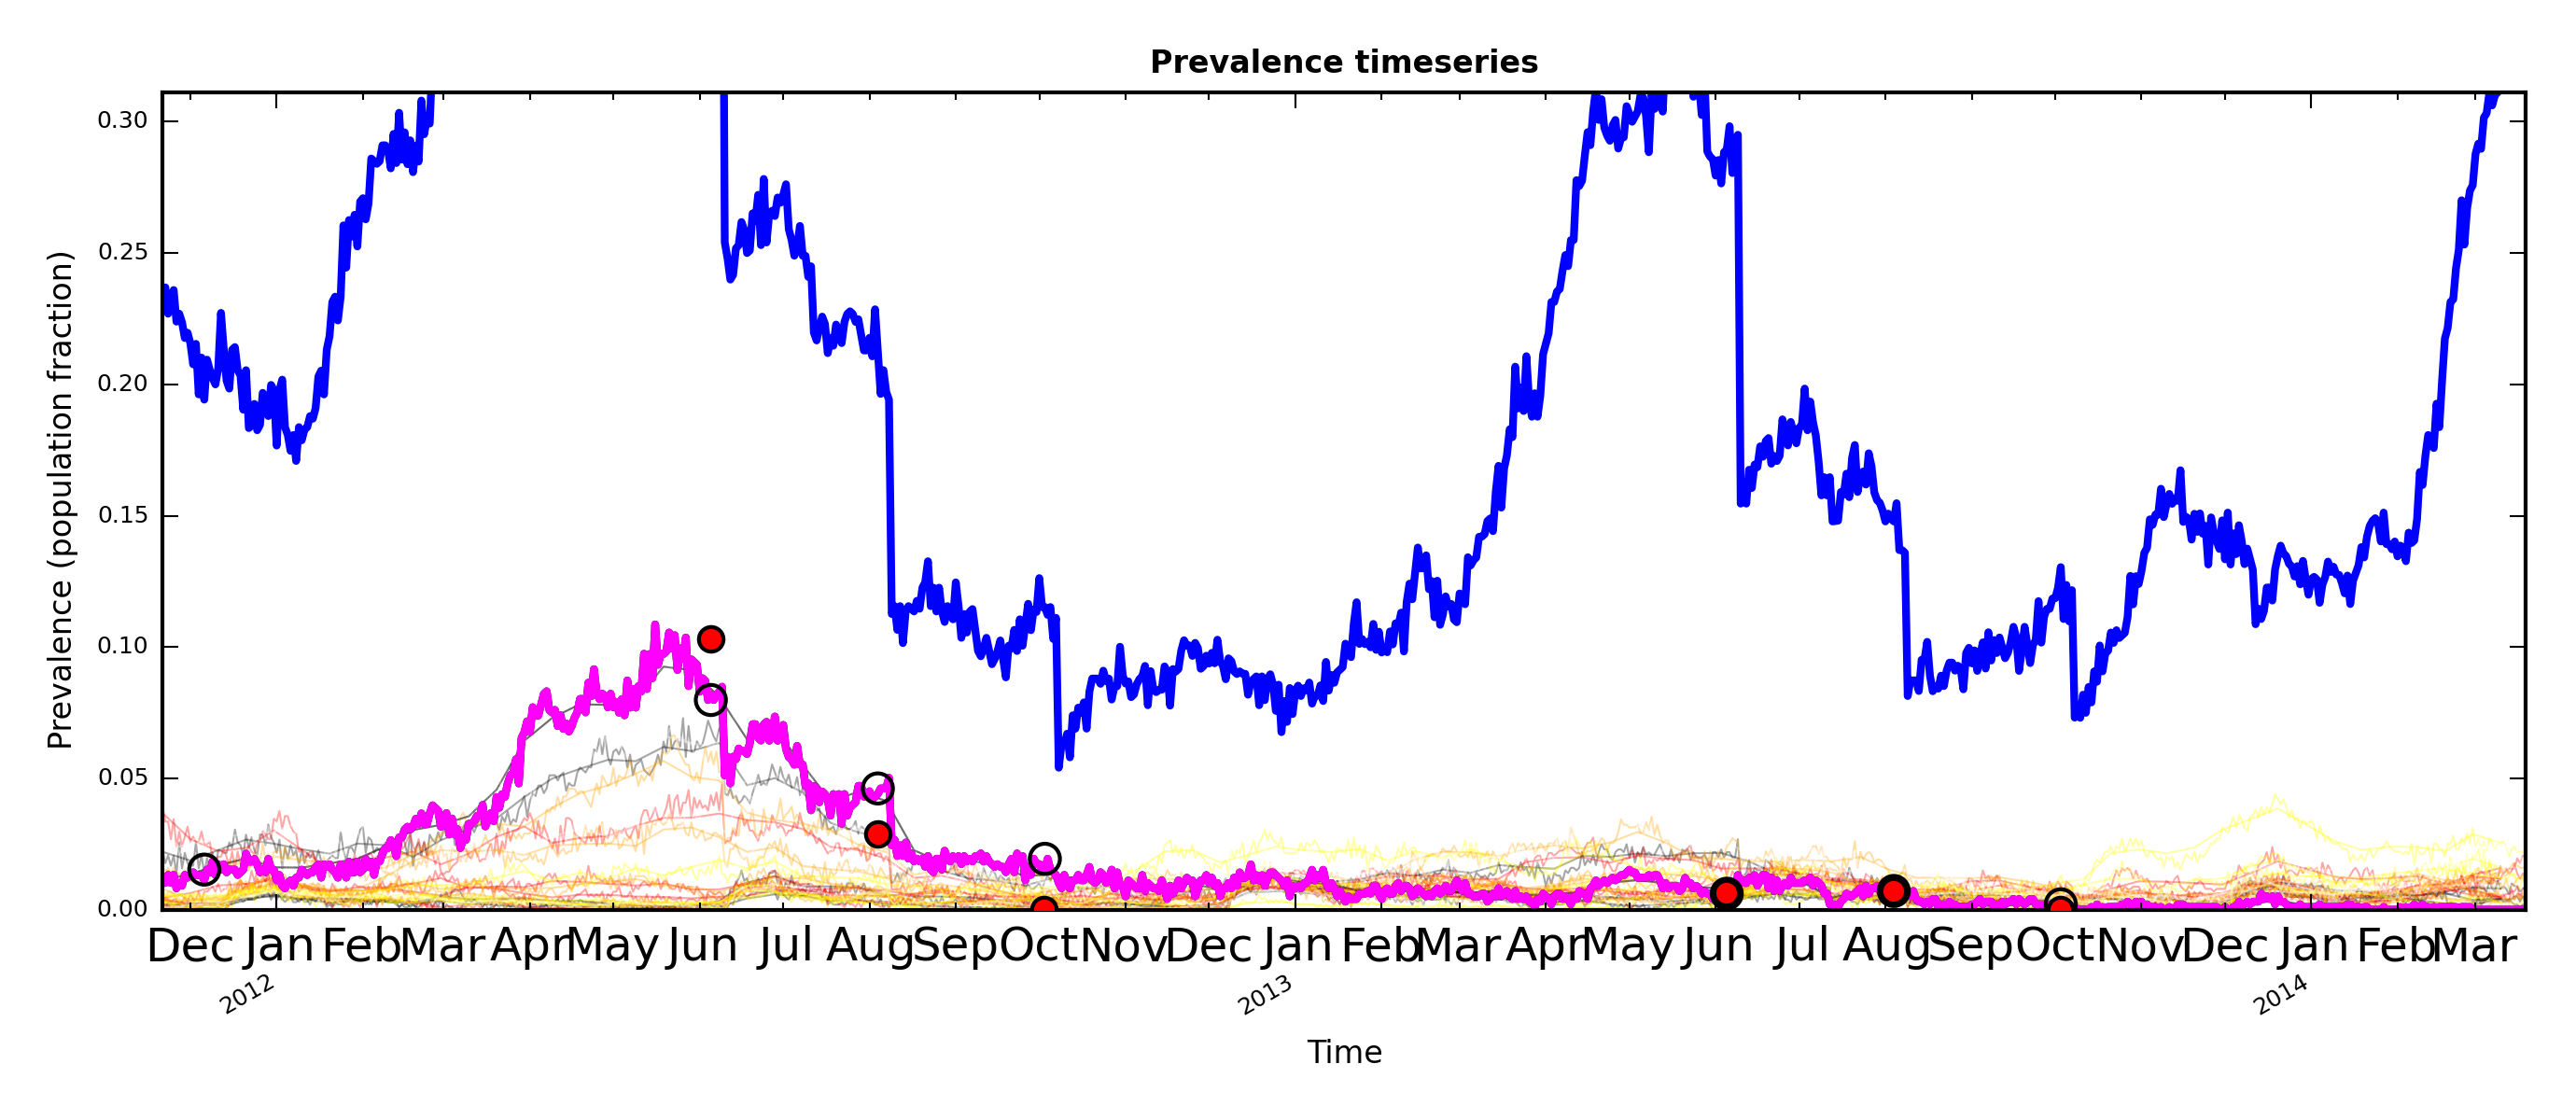 Prevalence timeseries
Prevalence (population fraction)
0.30
0.25
0.20
0.15
0.10
0.05
0.00
Dec Jan Feb Mar Apr May Jun Jul Aug Sep Oct Nov Dec Jan Feb Mar Apr May Jun Jul Aug Sep Oct Nov Dec Jan Feb Mar
2012 2013 2014
Time